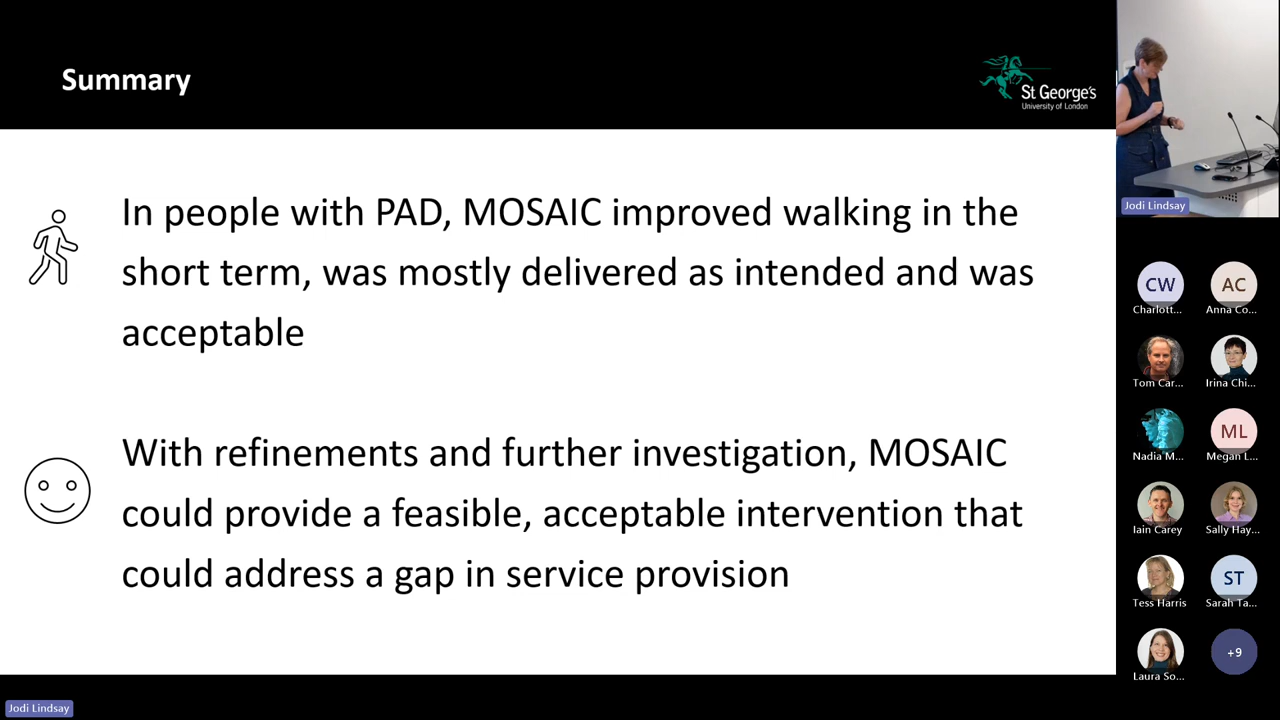 Summary
St George's
University of London
In people with PAD, MOSAIC improved walking in the
short term, was mostly delivered as intended and was
acceptable
With refinements and further investigation, MOSAIC
could provide a feasible, acceptable intervention that
could address a gap in service provision
Jodi Lindsay
CW
Charlott...
AC
Anna Co...
Tom Car...
Irina Chi...
Nadia M...
ML
Megan L...
Iain Carey
Sally Hay...
Tess Harris
ST
Sarah Ta...
Laura So...
+9
Jodi Lindsay